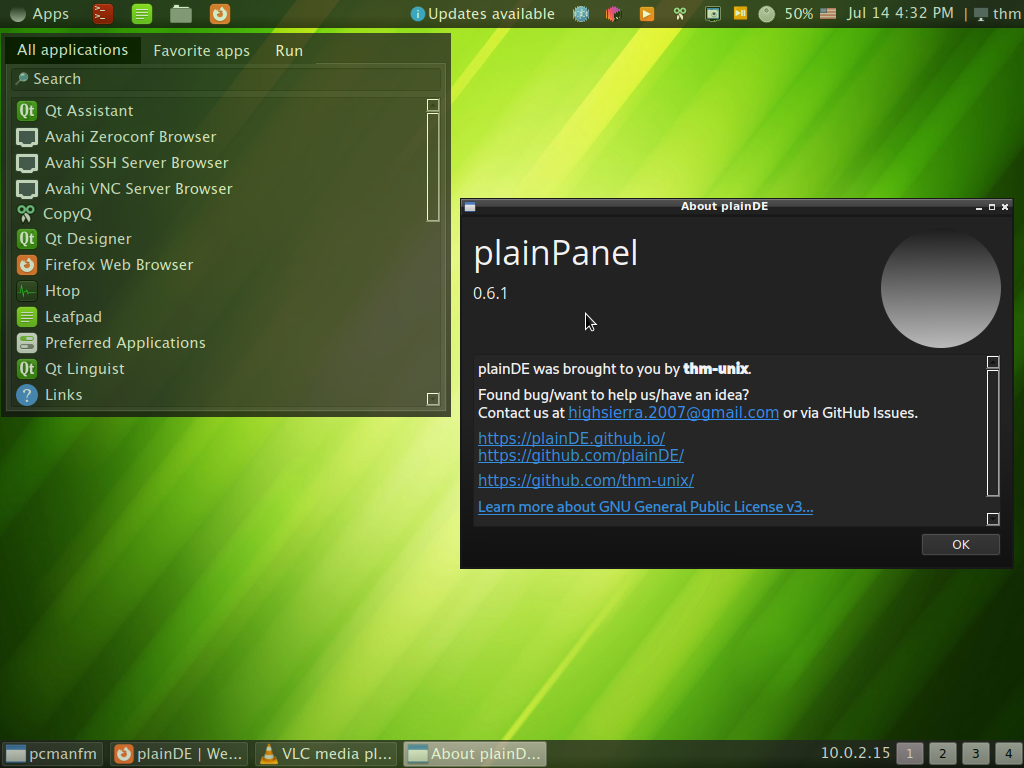 Apps Updates available 50% Jul 14 4:32 PM | thm
All applications Favorite apps Run
Search
Qt Assistant
Avahi Zeroconf Browser
Avahi SSH Server Browser
Avahi VNC Server Browser
CopyQ
Qt Designer
Firefox Web Browser
Htop
Leafpad
Preferred Applications
Qt Linguist
Links
About plainDE
plainPanel
0.6.1
plainDE was brought to you by thm-unix.
Found bug/want to help us/have an idea?
Contact us at highsierra.2007@gmail.com or via GitHub Issues.
https://plainDE.github.io/
https://github.com/plainDE/
https://github.com/thm-unix/
Learn more about GNU General Public License v3...
OK
pcmanfm plainDE | We... VLC media pl... About plainD... 10.0.2.15 1 2 3 4